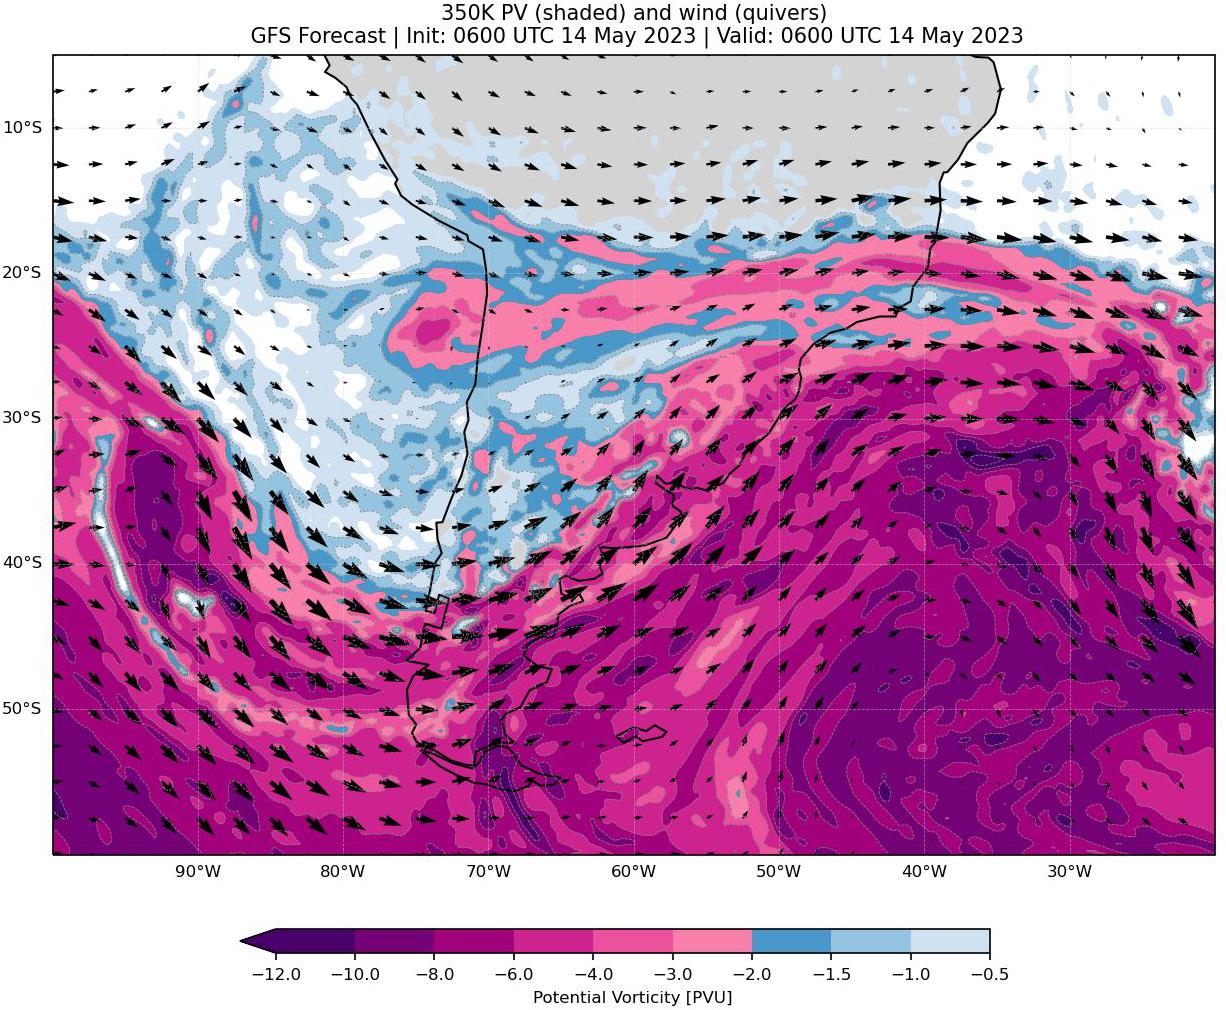 350K PV (shaded) and wind (quivers)
GFS Forecast | Init: 0600 UTC 14 May 2023 | Valid: 0600 UTC 14 May 2023
10°S
20°S
30°S
40°S
50°S
90°W 80°W 70°W 60°W 50°W 40°W 30°W
−12.0 −10.0 −8.0 −6.0 −4.0 −3.0 −2.0 −1.5 −1.0 −0.5
Potential Vorticity [PVU]